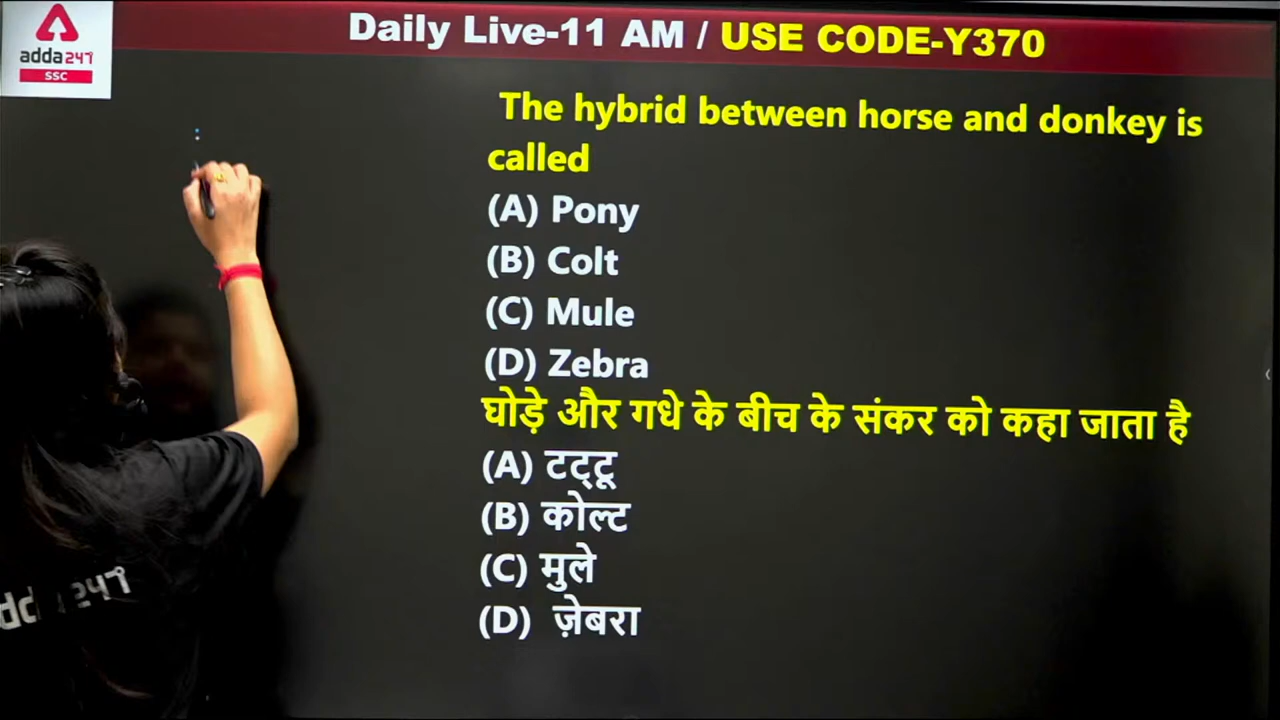 adda247
SSC
Daily Live-11 AM / USE CODE-Y370
The hybrid between horse and donkey is
called
(A) Pony
(B) Colt
(C) Mule
(D) Zebra
घोड़े और गधे के बीच के संकर को कहा जाता है
(A) टट्टू
(B) कोल्ट
(C) मुले
(D) ज़ेबरा
adda247